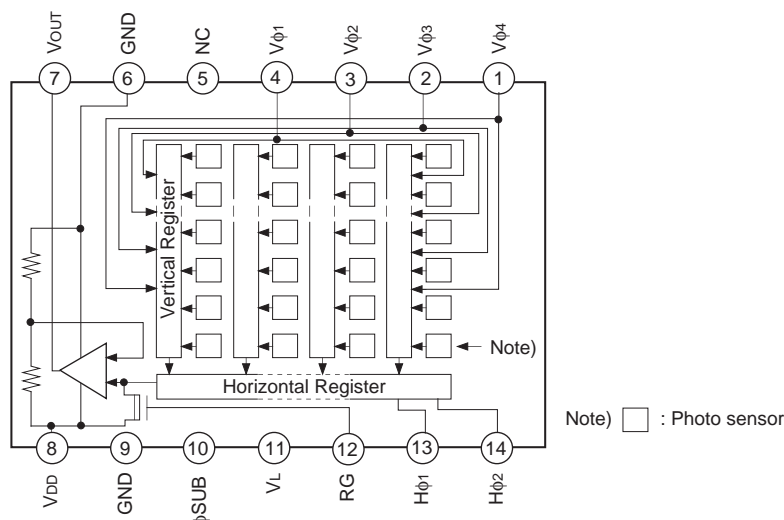 VOUT
GND
NC
Vϕ1
Vϕ2
Vϕ3
Vϕ4
7
6
5
4
3
2
1
Vertical Register
Note)
Horizontal Register
Note) : Photo sensor
8
9
10
11
12
13
14
VDD
GND
ϕSUB
VL
RG
Hϕ1
Hϕ2